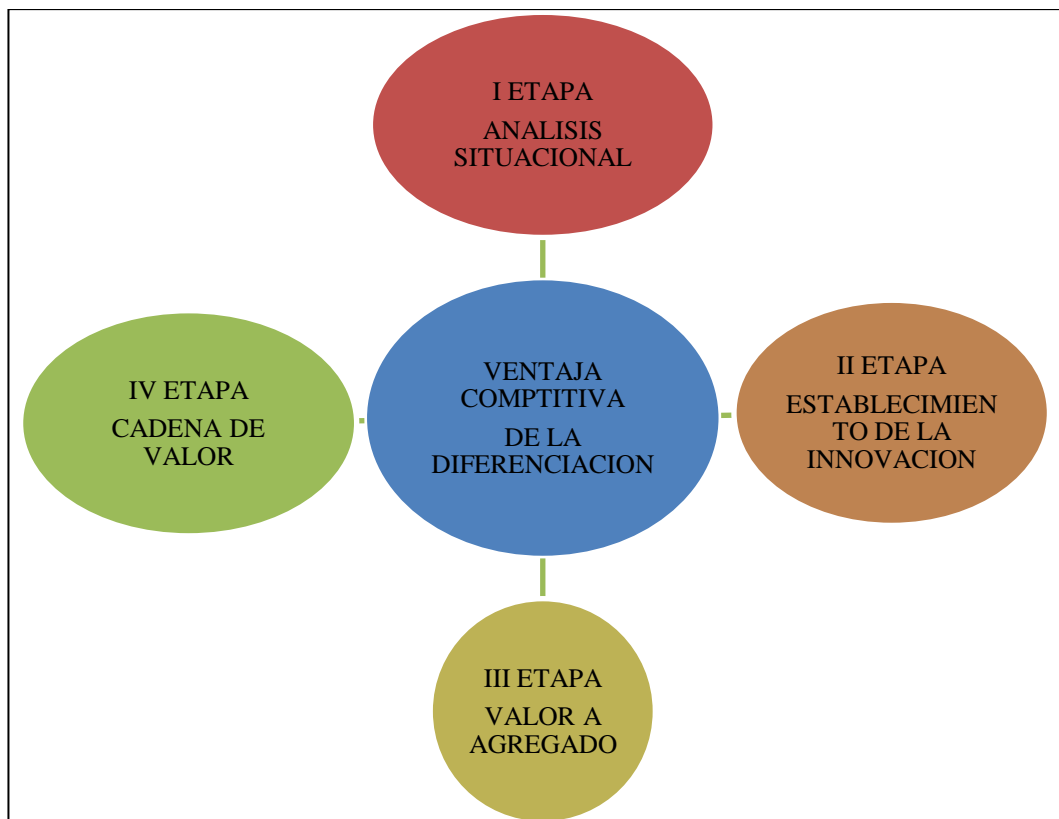 I ETAPA
ANALISIS
SITUACIONAL
IV ETAPA
CADENA DE
VALOR
VENTAJA
COMPTITIVA
DE LA
DIFERENCIACION
II ETAPA
ESTABLECIMIEN
TO DE LA
INNOVACION
III ETAPA
VALOR A
AGREGADO